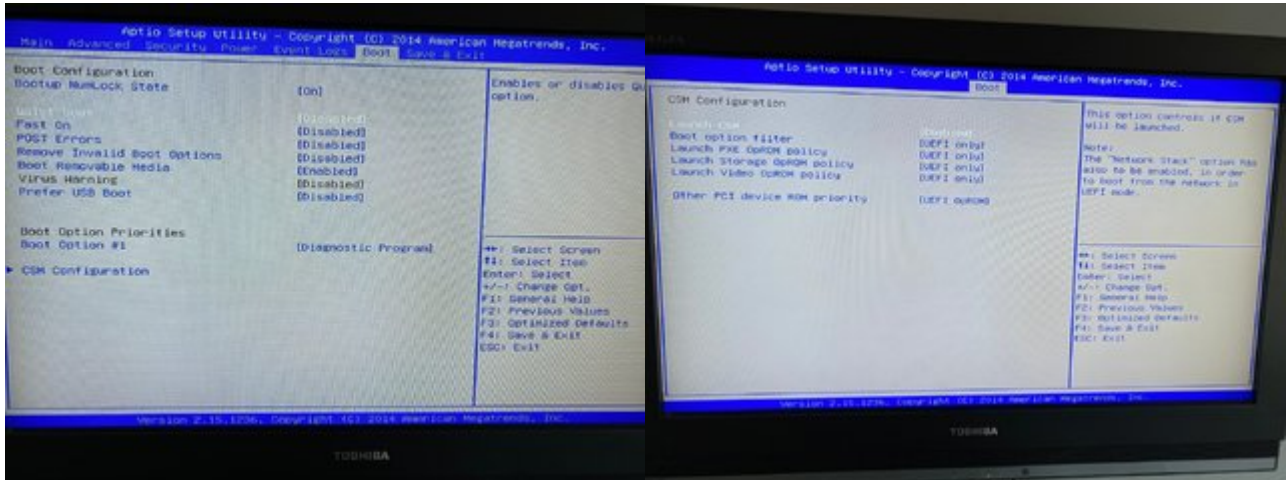 Aptio Setup Utility - Copyright (C) 2014 American Megatrends, Inc.
Main Advanced Security Power Event Logs Boot Save & Exit
Boot Configuration
Bootup NumLock State [On]
Quiet Boot [Disabled]
Fast On [Disabled]
POST Errors [Disabled]
Remove Invalid Boot Options [Disabled]
Boot Removable Media [Enabled]
Virus Warning [Disabled]
Prefer USB Boot [Disabled]
Boot Option Priorities
Boot Option #1 [Diagnostic Program]
CSM Configuration
Enables or disables Qu
option.
: Select Screen
: Select Item
Enter: Select
+/-: Change Opt.
F1: General Help
F2: Previous Values
F3: Optimized Defaults
F4: Save & Exit
ESC: Exit
Version 2.15.1236. Copyright (C) 2014 American Megatrends, Inc.
TOSHIBA
Aptio Setup Utility - Copyright (C) 2014 American Megatrends, Inc.
Boot
CSM Configuration
Launch CSM
Boot option filter [UEFI only]
Launch PXE OpROM policy [UEFI only]
Launch Storage OpROM policy [UEFI only]
Launch Video OpROM policy [UEFI only]
Other PCI device ROM priority [UEFI OpROM]
This option controls if CSM
will be launched.
Note:
The "Network Stack" option has
also to be enabled, in order
to boot from the network in
UEFI mode.
: Select Screen
: Select Item
Enter: Select
+/-: Change Opt.
F1: General Help
F2: Previous Values
F3: Optimized Defaults
F4: Save & Exit
ESC: Exit
Version 2.15.1236. Copyright (C) 2014 American Megatrends, Inc.
TOSHIBA